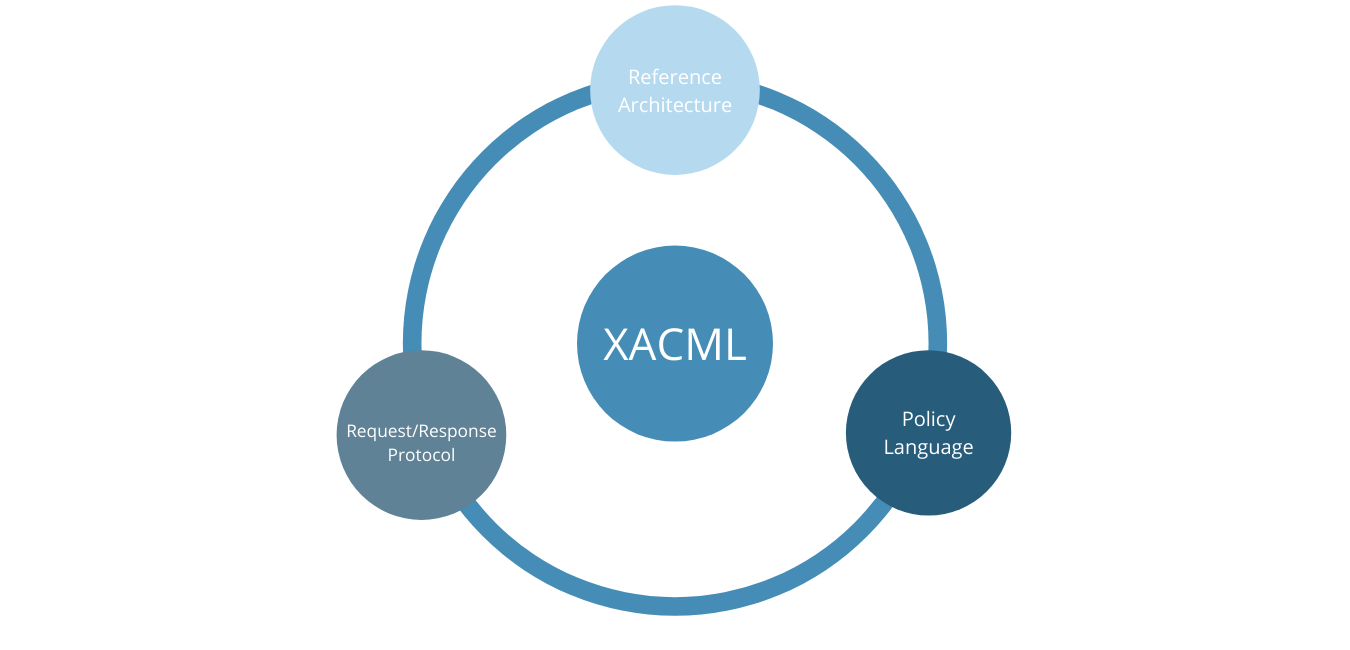 Reference
Architecture
XACML
Request/Response
Protocol
Policy
Language